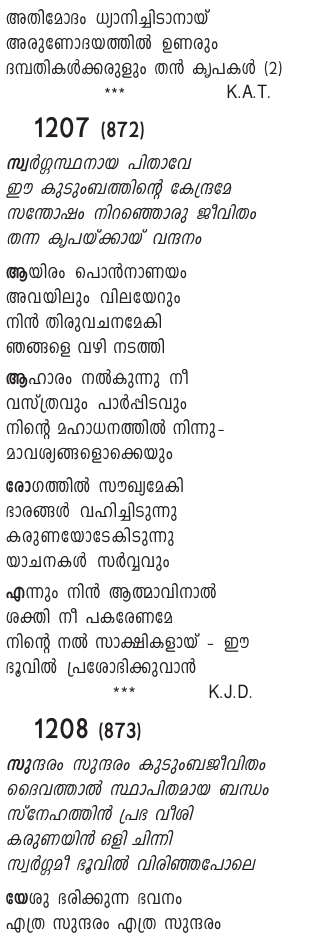 അതിമോദം ധ്യാനിച്ചിടാനായ്
അരുണോദയത്തിൽ ഉണരും
ദമ്പതികൾക്കരുളും തൻ കൃപകൾ (2)
*** K.A.T.
1207 (872)
സ്വർഗ്ഗസ്ഥനായ പിതാവേ
ഈ കുടുംബത്തിന്റെ കേന്ദ്രമേ
സന്തോഷം നിറഞ്ഞൊരു ജീവിതം
തന്ന കൃപയ്ക്കായ് വന്ദനം
ആയിരം പൊൻനാണയം
അവയിലും വിലയേറും
നിൻ തിരുവചനമേകി
ഞങ്ങളെ വഴി നടത്തി
ആഹാരം നൽകുന്നു നീ
വസ്ത്രവും പാർപ്പിടവും
നിന്റെ മഹാധനത്തിൽ നിന്നു-
മാവശ്യങ്ങളൊക്കെയും
രോഗത്തിൽ സൗഖ്യമേകി
ഭാരങ്ങൾ വഹിച്ചിടുന്നു
കരുണയോടേകിടുന്നു
യാചനകൾ സർവ്വവും
എന്നും നിൻ ആത്മാവിനാൽ
ശക്തി നീ പകരേണമേ
നിന്റെ നൽ സാക്ഷികളായ് - ഈ
ഭൂവിൽ പ്രശോഭിക്കുവാൻ
*** K.J.D.
1208 (873)
സുന്ദരം സുന്ദരം കുടുംബജീവിതം
ദൈവത്താൽ സ്ഥാപിതമായ ബന്ധം
സ്നേഹത്തിൻ പ്രഭ വീശി
കരുണയിൻ ഒളി ചിന്നി
സ്വർഗ്ഗമീ ഭൂവിൽ വിരിഞ്ഞപോലെ
യേശു ഭരിക്കുന്ന ഭവനം
എത്ര സുന്ദരം എത്ര സുന്ദരം